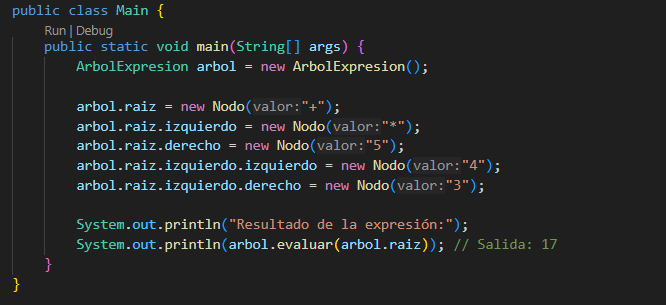 public class Main {
Run | Debug
public static void main(String[] args) {
ArbolExpresion arbol = new ArbolExpresion();
arbol.raiz = new Nodo(valor:"+");
arbol.raiz.izquierdo = new Nodo(valor:"*");
arbol.raiz.derecho = new Nodo(valor:"5");
arbol.raiz.izquierdo.izquierdo = new Nodo(valor:"4");
arbol.raiz.izquierdo.derecho = new Nodo(valor:"3");
System.out.println("Resultado de la expresión:");
System.out.println(arbol.evaluar(arbol.raiz)); // Salida: 17
}
}